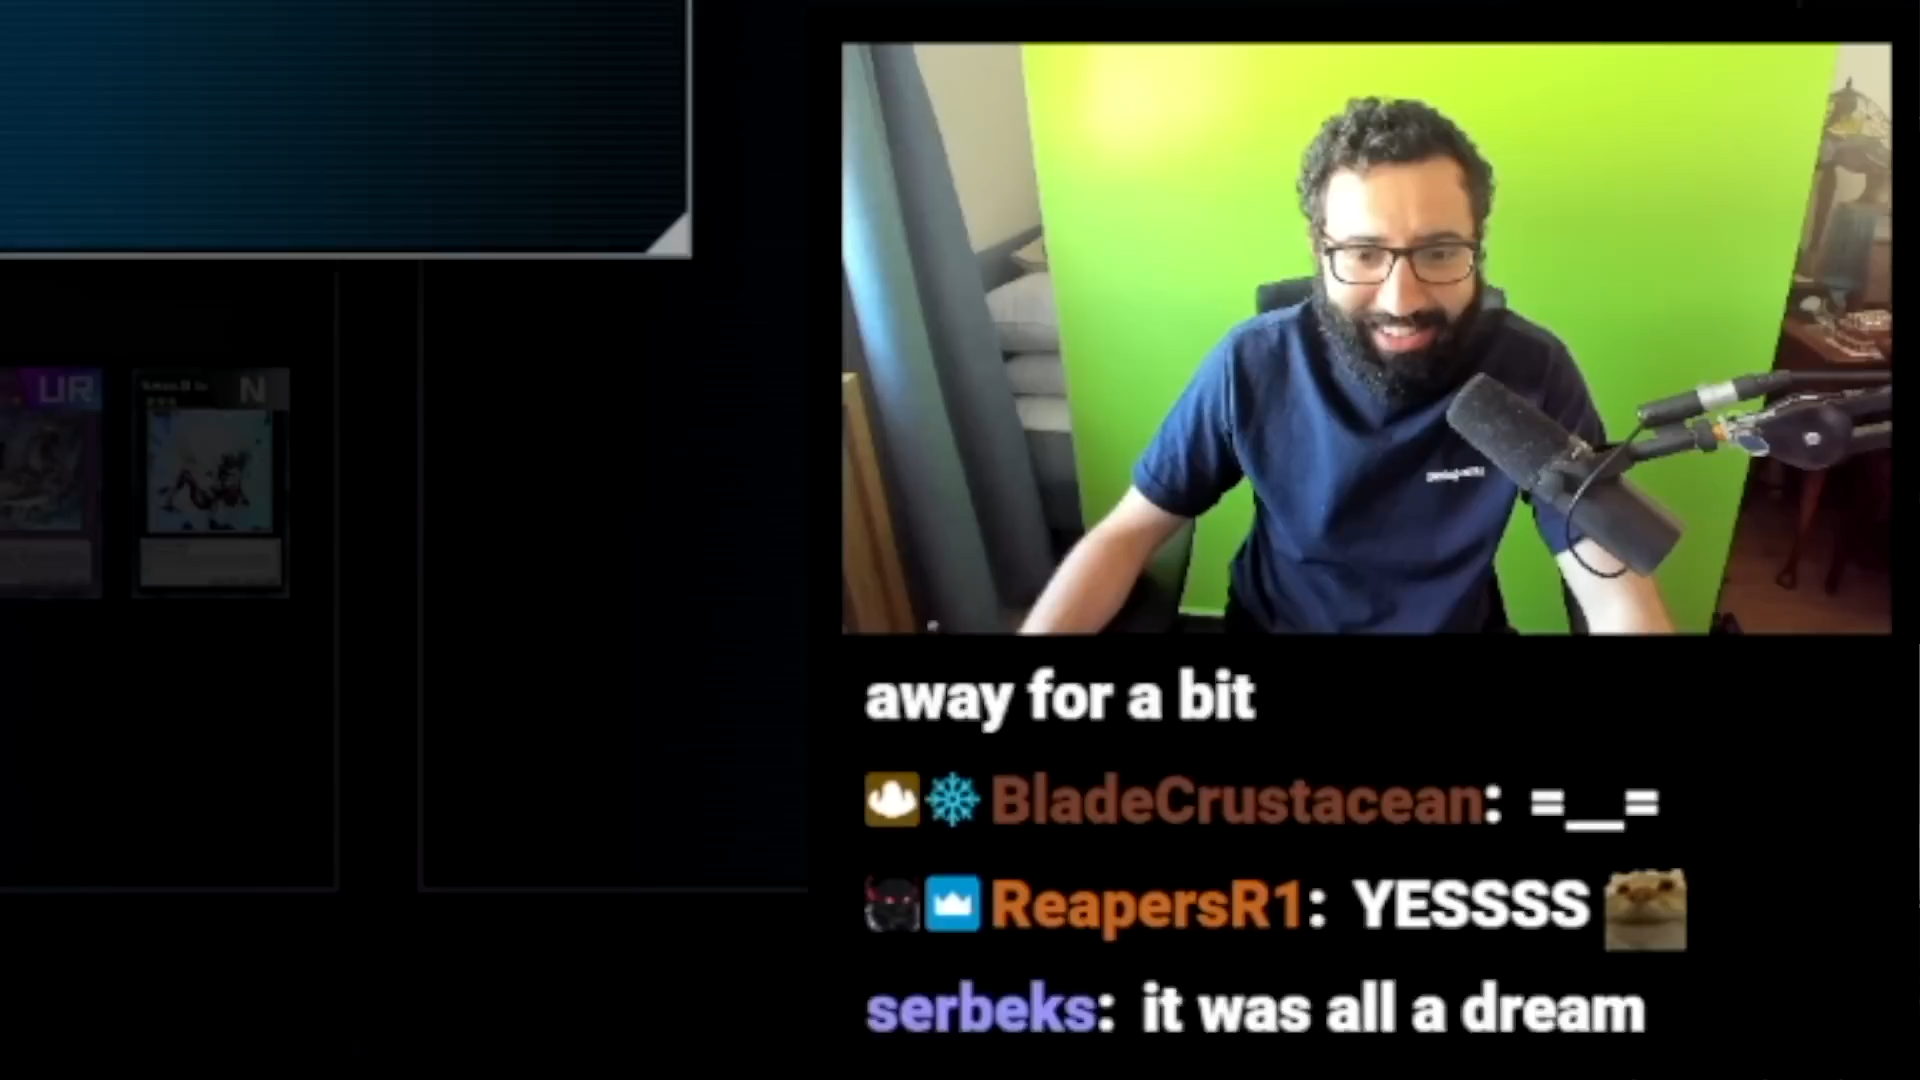 UR
N
away for a bit
BladeCrustacean: =__=
ReapersR1: YESSSS
serbeks: it was all a dream